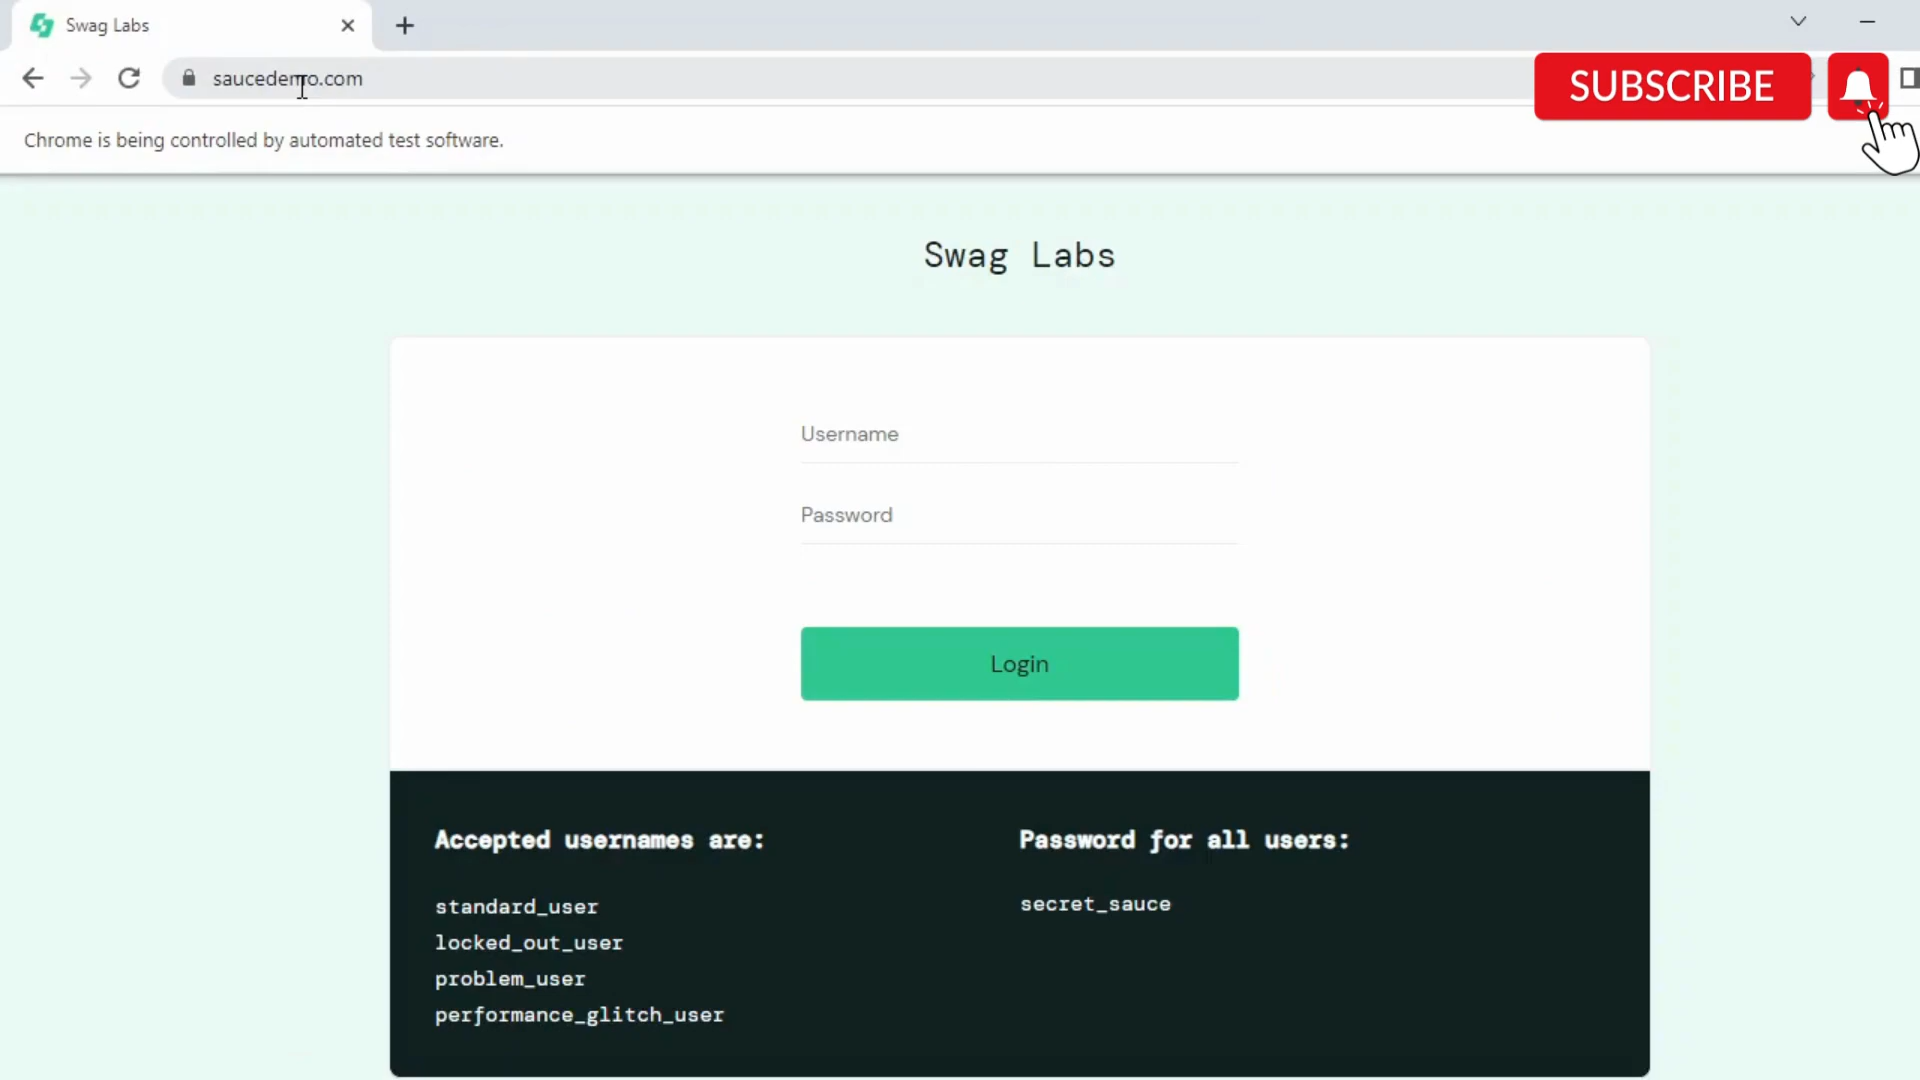 Swag Labs
saucedemo.com
SUBSCRIBE
Chrome is being controlled by automated test software.
Swag Labs
Username
Password
Login
Accepted usernames are:
standard_user
locked_out_user
problem_user
performance_glitch_user
Password for all users:
secret_sauce